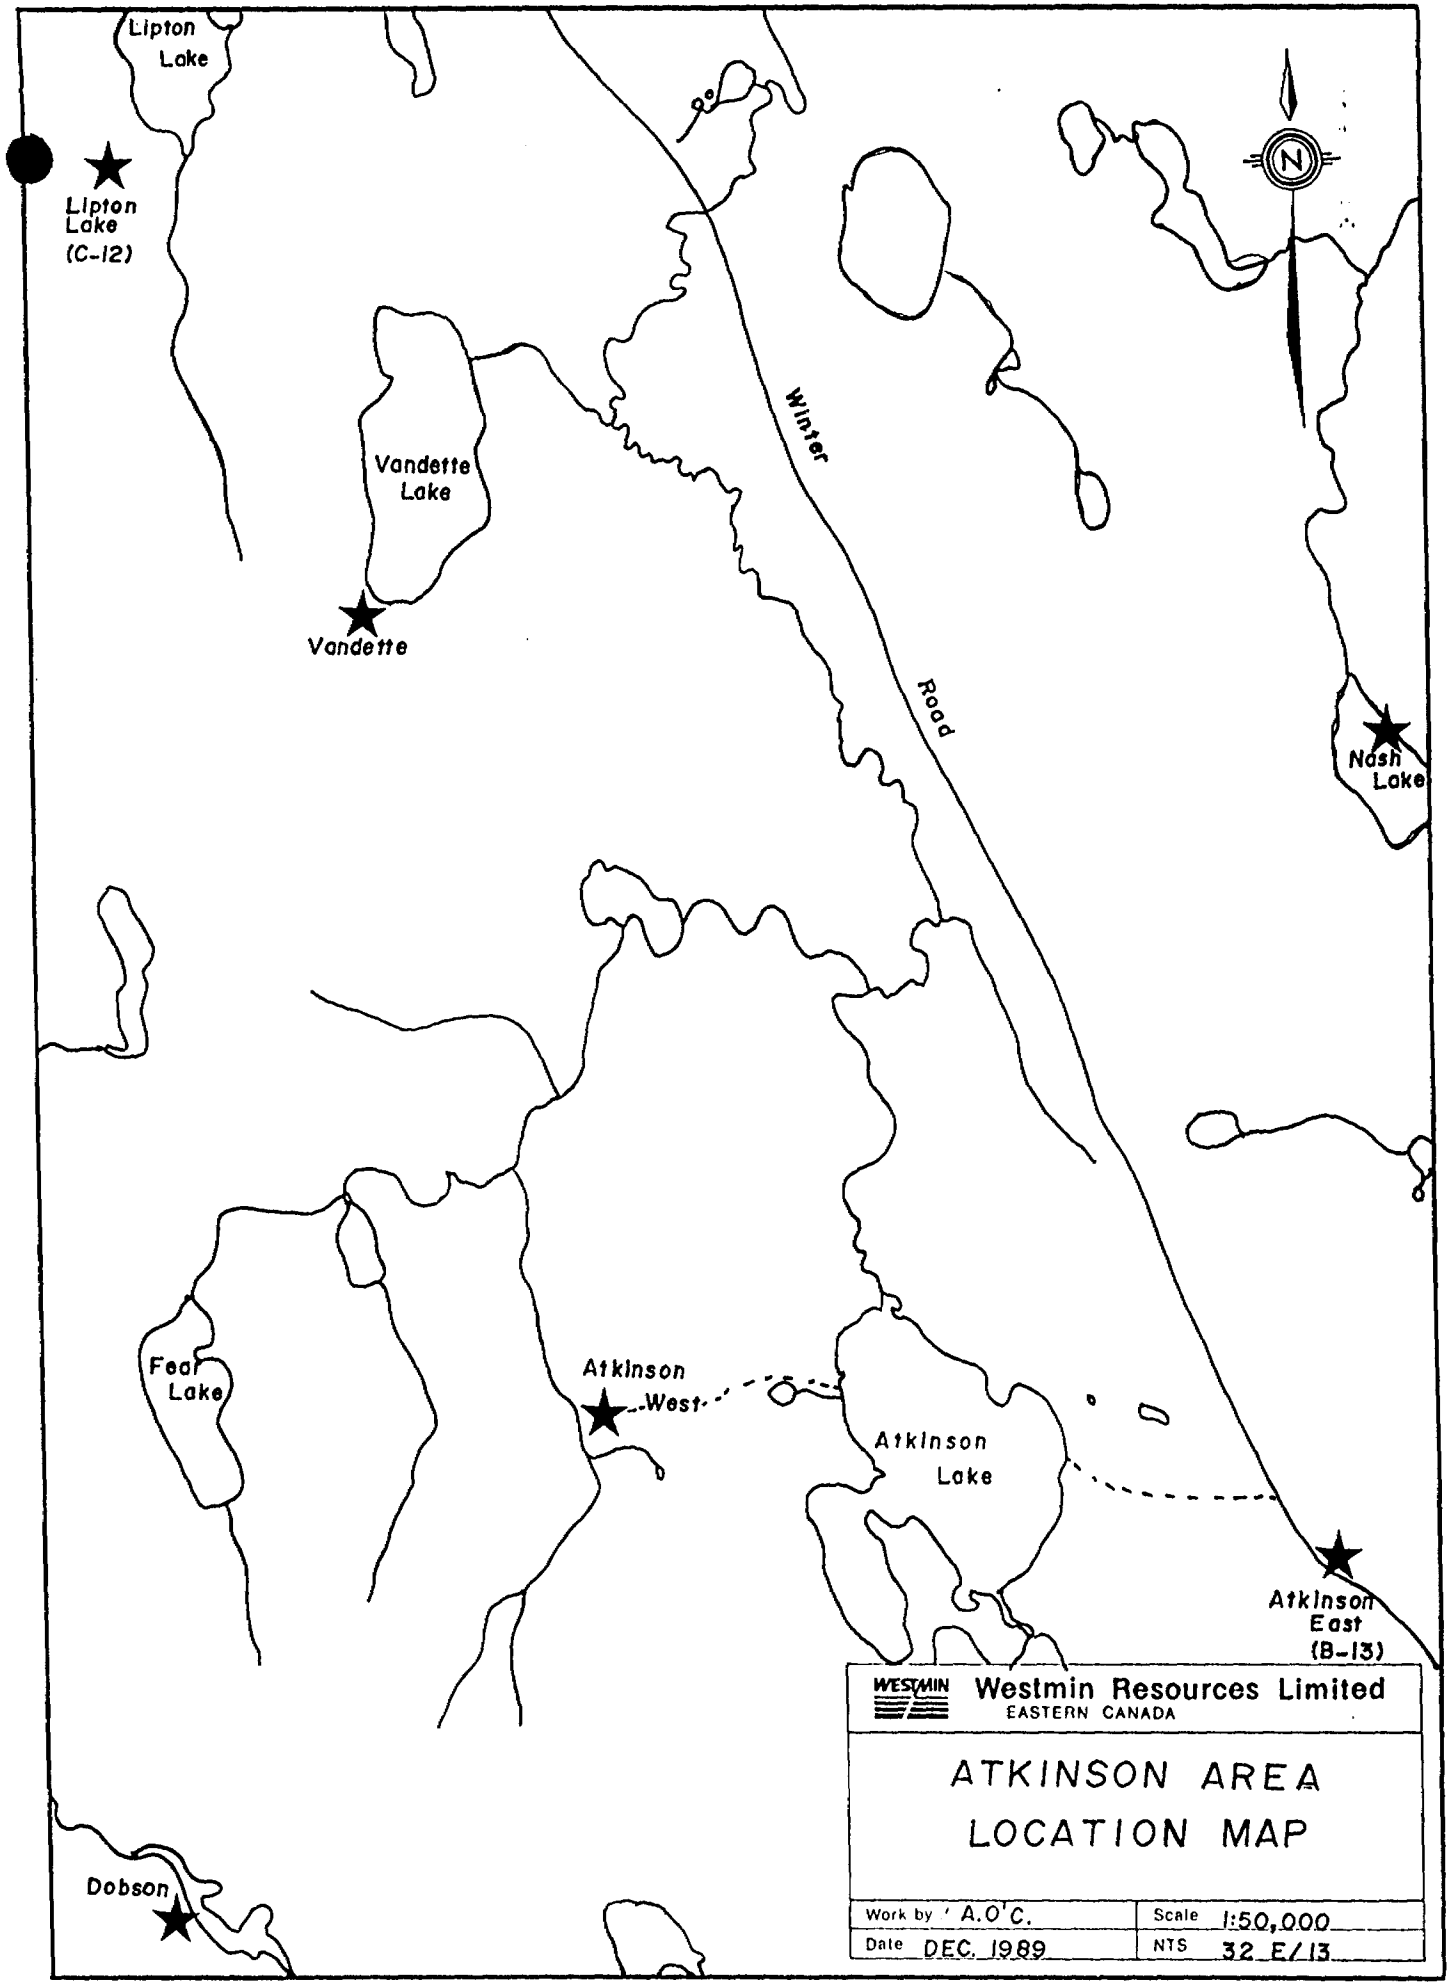 Lipton
Lake
N
Lipton
Lake
(C-12)
Winter
Vandette
Lake
Vandette
Road
Nash
Lake
Fear
Lake
Atkinson
West
Atkinson
Lake
Atkinson
East
(B-13)
WESTMIN Westmin Resources Limited
EASTERN CANADA
ATKINSON AREA
LOCATION MAP
Dobson
Work by A.O'C. Scale 1:50,000
Date DEC. 1989 NTS 32 E/13